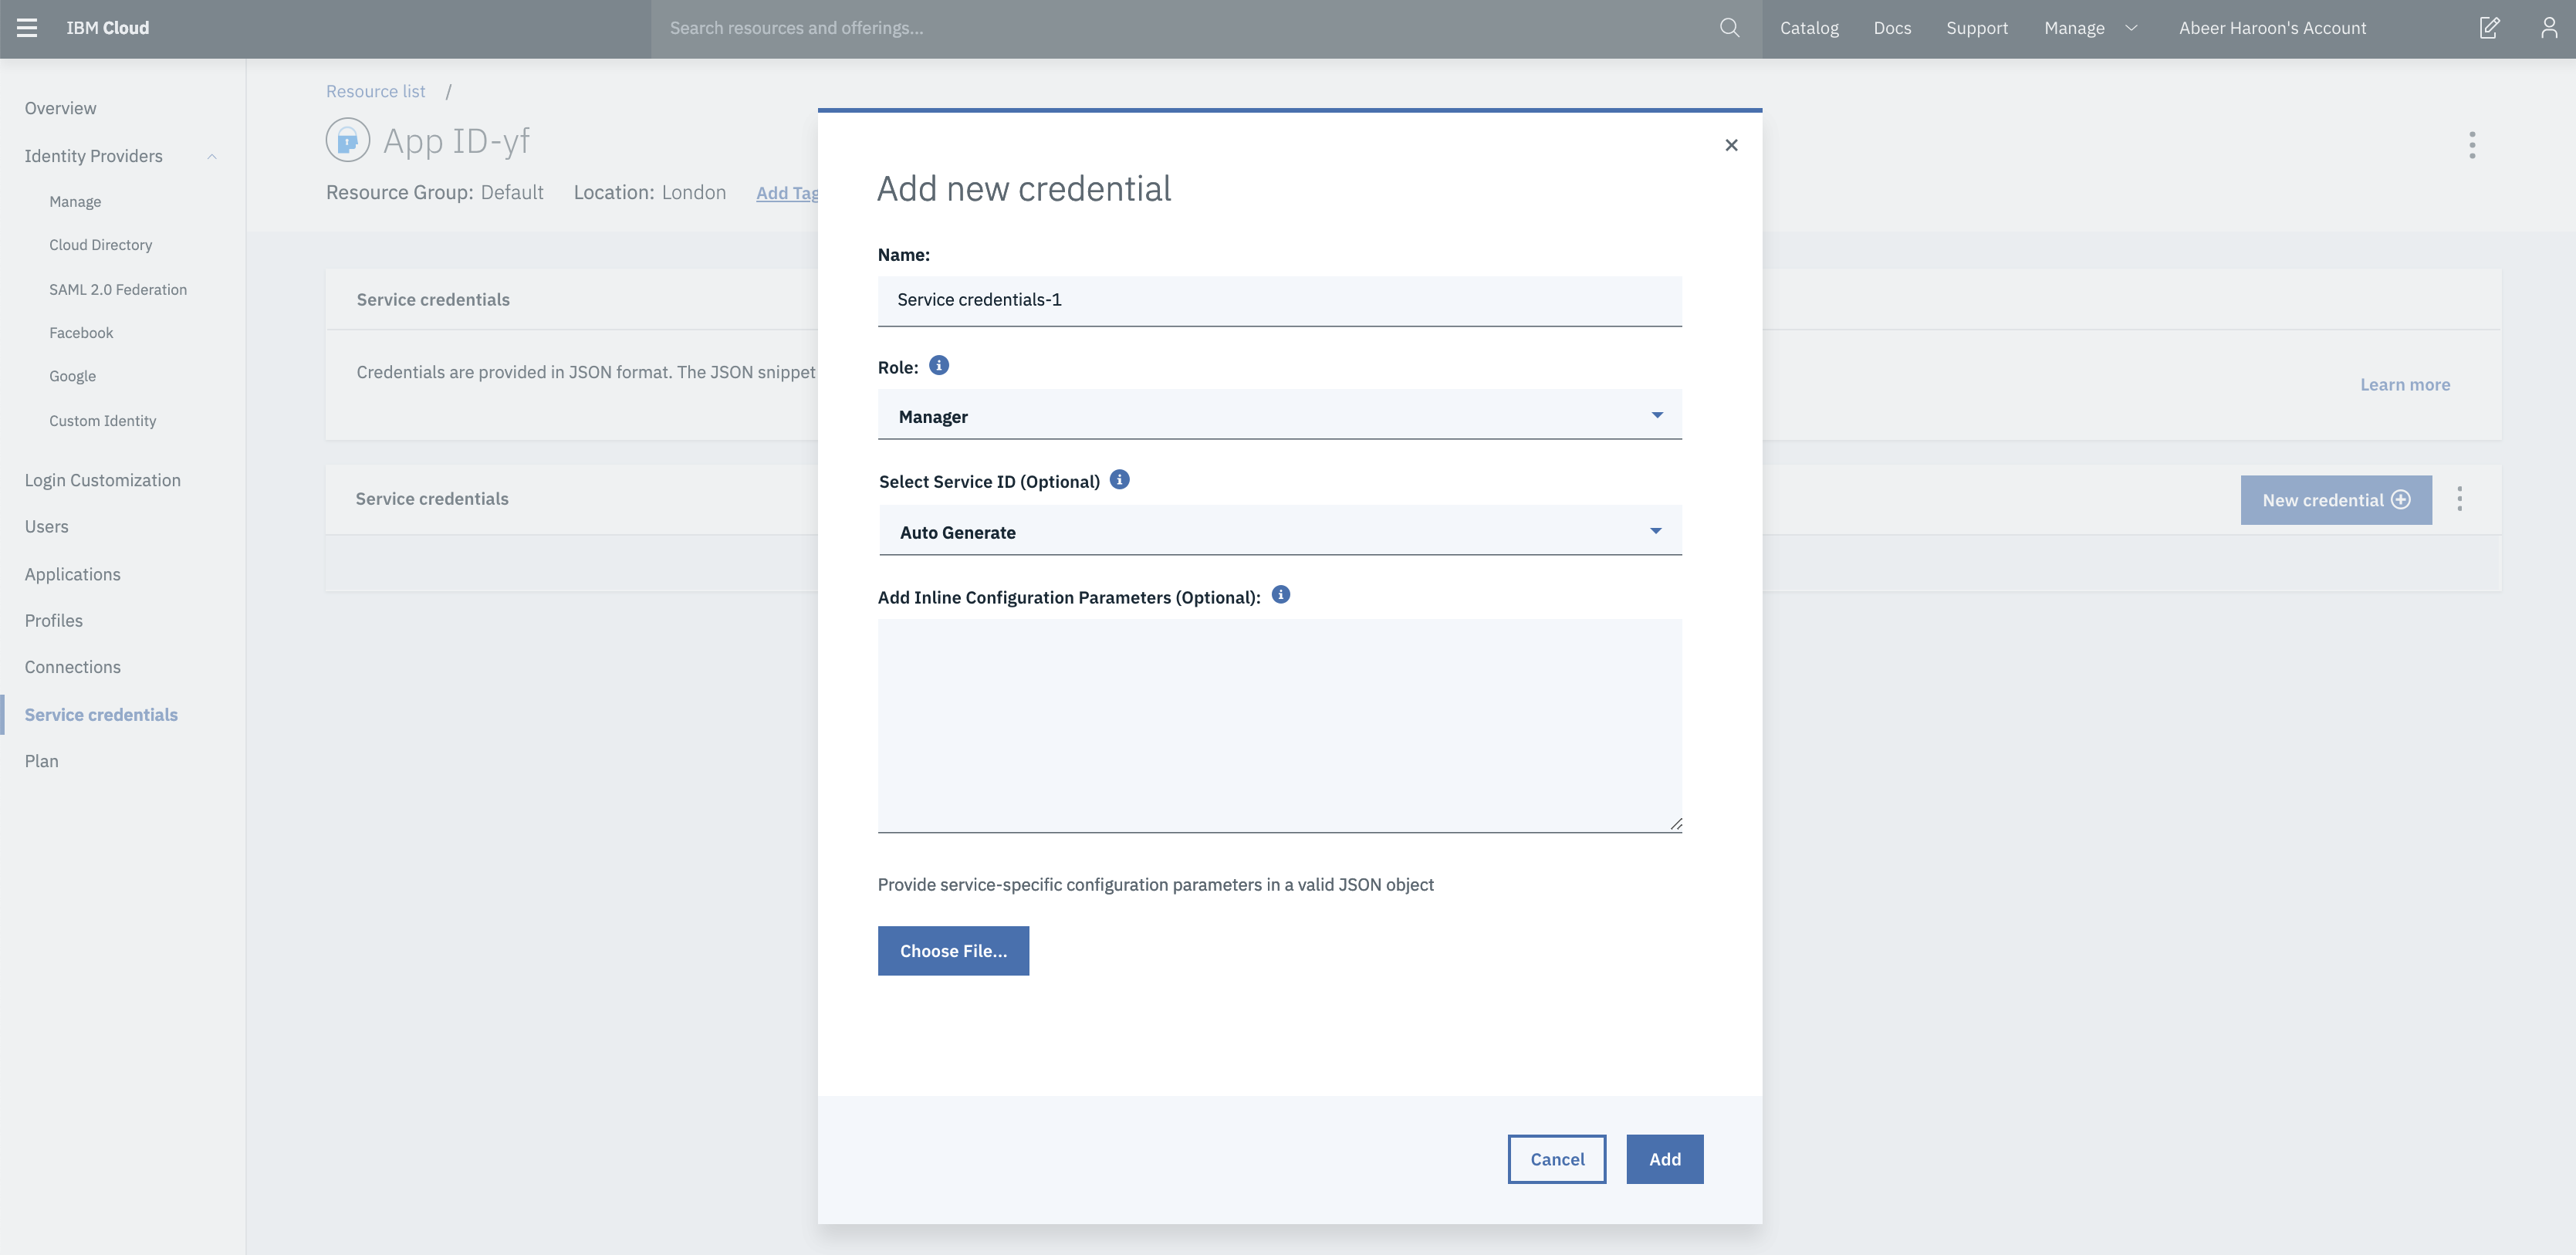 IBM Cloud
Search resources and offerings...
Catalog
Docs
Support
Manage
Abeer Haroon's Account
Overview
Identity Providers
Manage
Cloud Directory
SAML 2.0 Federation
Facebook
Google
Custom Identity
Login Customization
Users
Applications
Profiles
Connections
Service credentials
Plan
Resource list /
App ID-yf
Resource Group: Default Location: London Add Tag
Service credentials
Credentials are provided in JSON format. The JSON snippet
Learn more
Service credentials
New credential
Add new credential
Name:
Service credentials-1
Role:
Manager
Select Service ID (Optional)
Auto Generate
Add Inline Configuration Parameters (Optional):
Provide service-specific configuration parameters in a valid JSON object
Choose File...
Cancel
Add